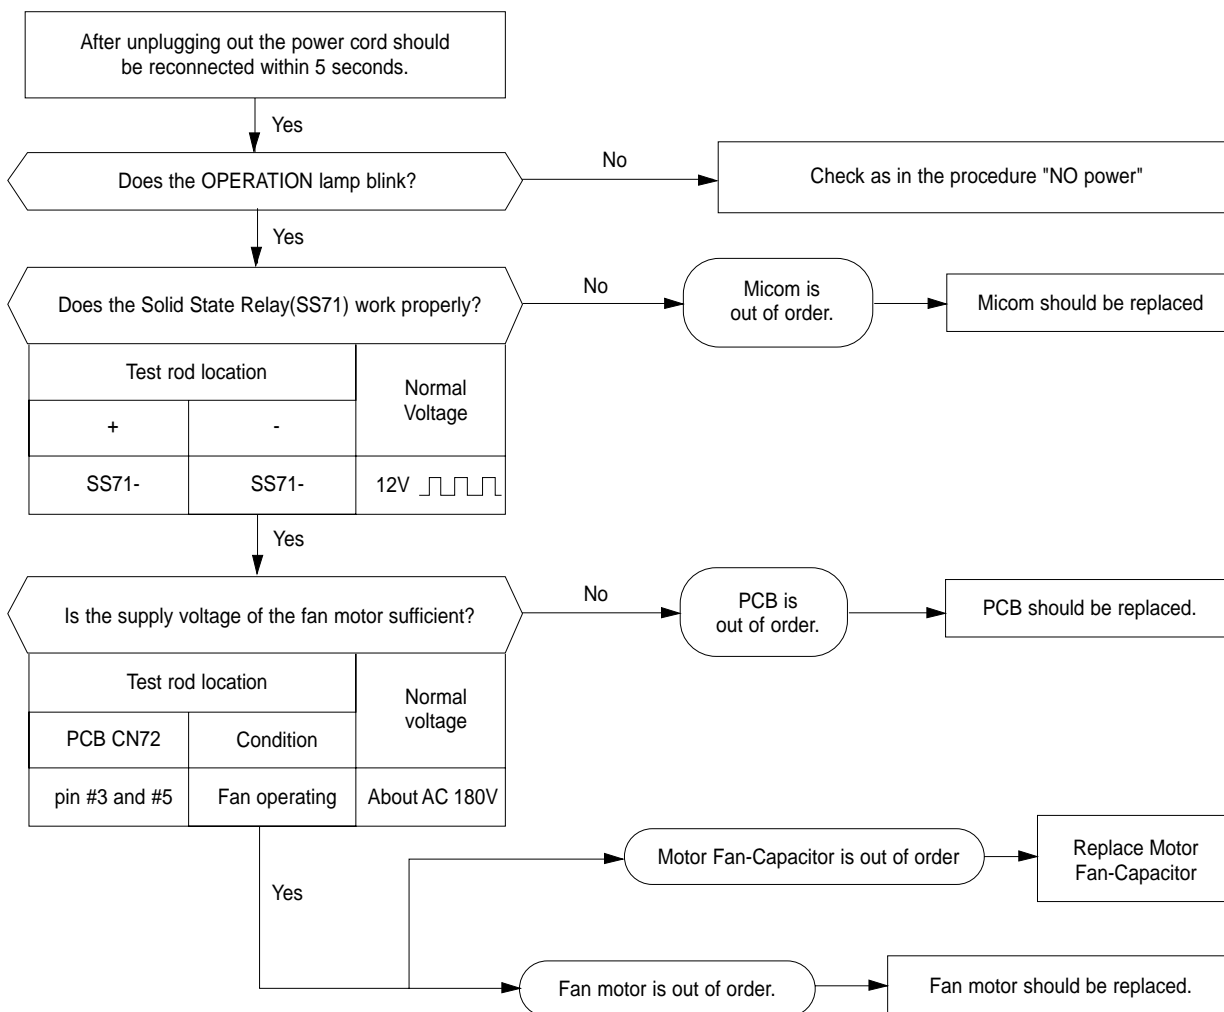 After unplugging out the power cord should
be reconnected within 5 seconds.
Yes
Does the OPERATION lamp blink?
No
Check as in the procedure "NO power"
Yes
Does the Solid State Relay(SS71) work properly?
No
Micom is
out of order.
Micom should be replaced
Test rod location
Normal
Voltage
+
-
SS71-
SS71-
12V
Yes
Is the supply voltage of the fan motor sufficient?
No
PCB is
out of order.
PCB should be replaced.
Test rod location
Normal
voltage
PCB CN72
Condition
pin #3 and #5
Fan operating
About AC 180V
Yes
Motor Fan-Capacitor is out of order
Replace Motor
Fan-Capacitor
Fan motor is out of order.
Fan motor should be replaced.